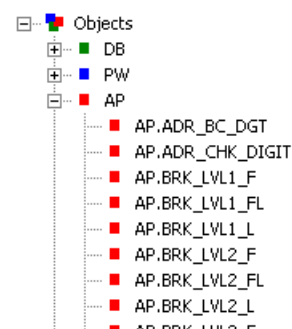 Objects
DB
PW
AP
AP.ADR_BC_DGT
AP.ADR_CHK_DIGIT
AP.BRK_LVL1_F
AP.BRK_LVL1_FL
AP.BRK_LVL1_L
AP.BRK_LVL2_F
AP.BRK_LVL2_FL
AP.BRK_LVL2_L